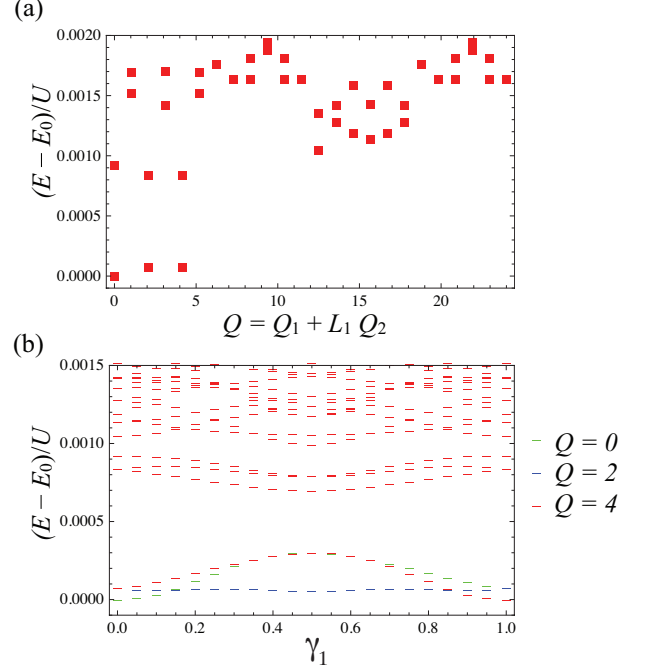 (a)
0.0020
0.0015
0.0010
0.0005
0.0000
(E − E₀)/U
0 5 10 15 20
Q = Q₁ + L₁ Q₂
(b)
0.0015
0.0010
0.0005
0.0000
(E − E₀)/U
0.0 0.2 0.4 0.6 0.8 1.0
γ₁
Q = 0
Q = 2
Q = 4